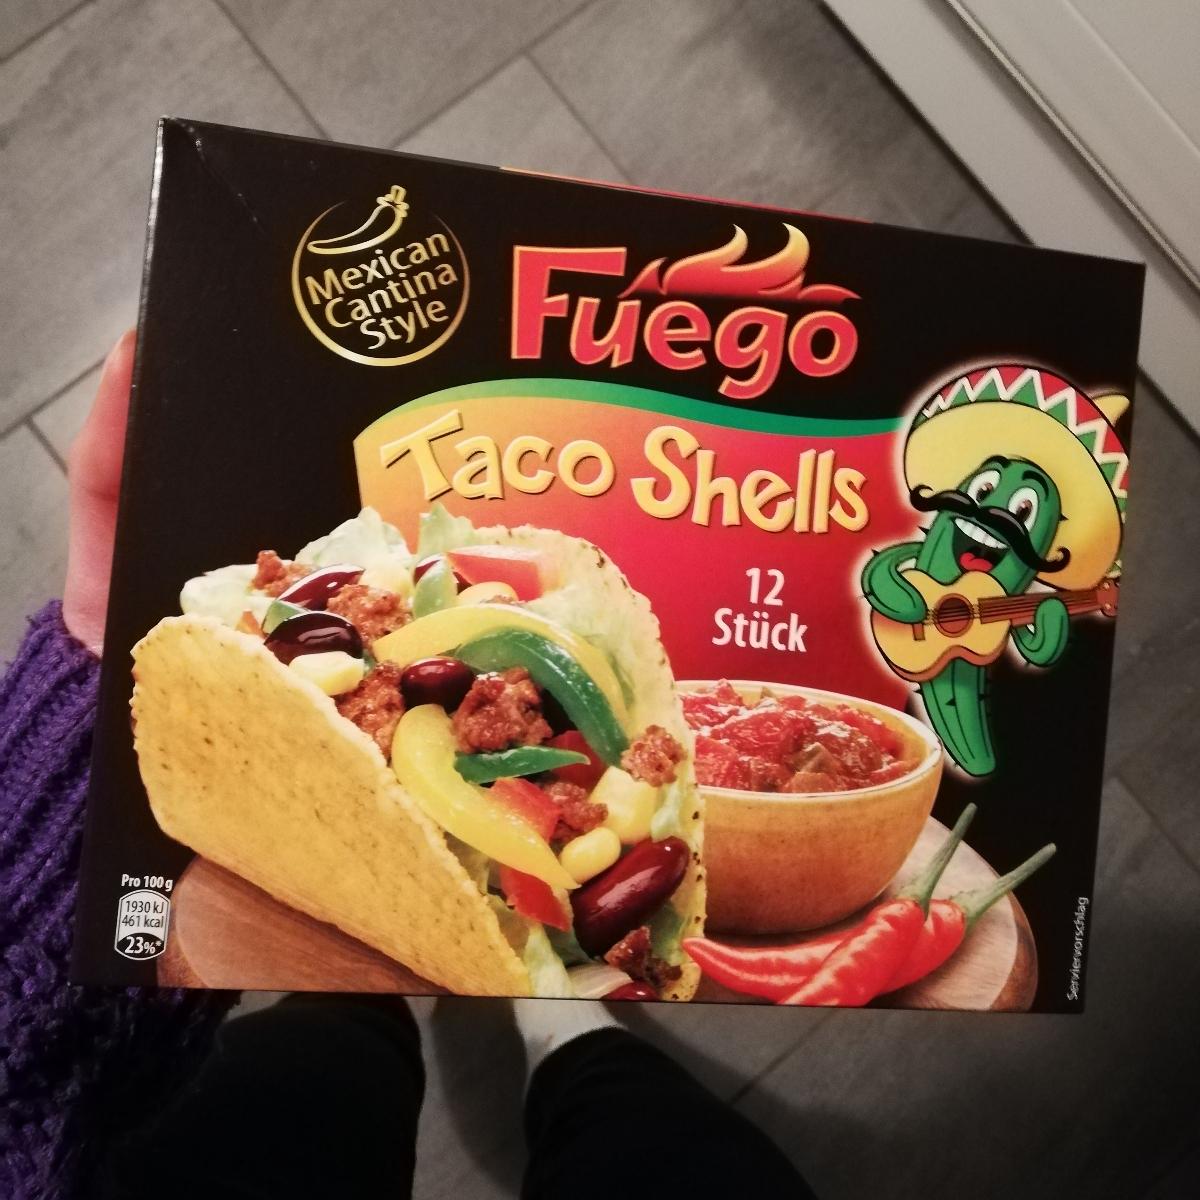 Mexican
Cantina
Style
Fuego
Taco Shells
12
Stück
Pro 100 g
1930 kJ
461 kcal
23%*
Serviervorschlag